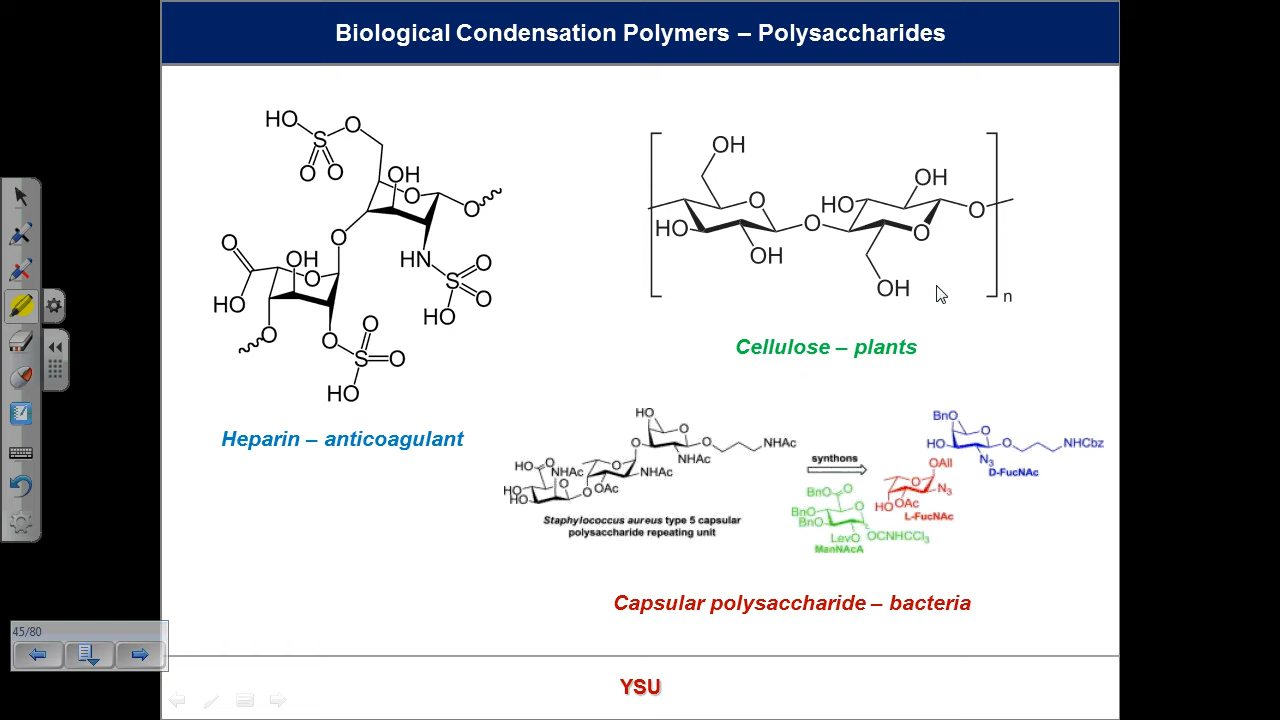 Biological Condensation Polymers – Polysaccharides
HO
O
S
O
O
OH
O
O
O
HN
O
S
O
HO
O
HO
OH
O
O
O
O
S
O
HO
OH
O
HO
OH
O
HO
OH
O
OH
O
n
Cellulose – plants
Heparin – anticoagulant
HO
O
O
O
NHAc
NHAc
O
NHAc
OAc
O
HO
O
NHAc
O
HO
HO
Staphylococcus aureus type 5 capsular
polysaccharide repeating unit
synthons
BnO
O
HO
O
NHCbz
N3
D-FucNAc
OAll
O
N3
HO
OAc
L-FucNAc
BnO
O
BnO
BnO
O
LevO
OCNHCCl3
ManNAcA
Capsular polysaccharide – bacteria
45/80
YSU